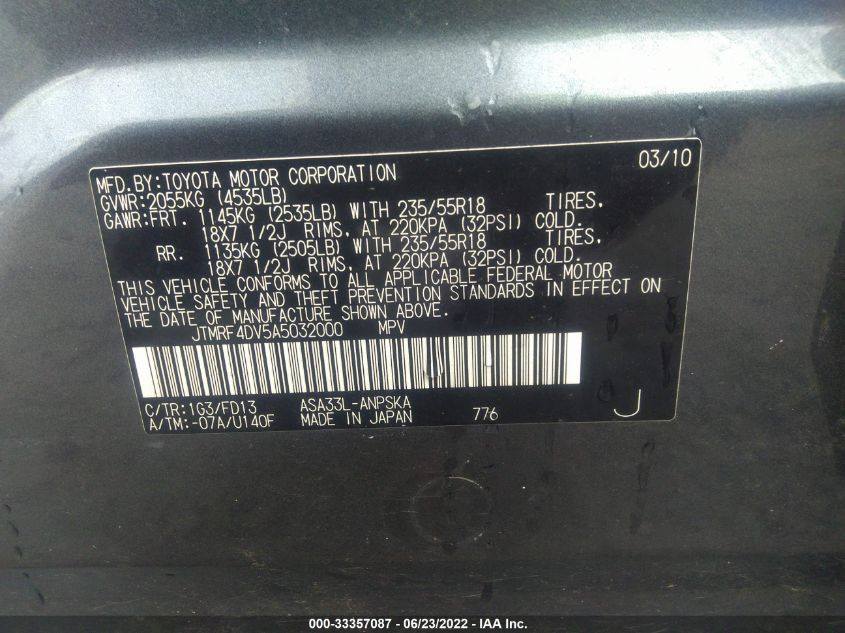 03/10
MFD.BY:TOYOTA MOTOR CORPORATION
GVWR:2055KG (4535LB)
GAWR:FRT. 1145KG (2535LB) WITH 235/55R18 TIRES.
18X7 1/2J RIMS, AT 220KPA (32PSI) COLD.
RR. 1135KG (2505LB) WITH 235/55R18 TIRES.
18X7 1/2J RIMS, AT 220KPA (32PSI) COLD.
THIS VEHICLE CONFORMS TO ALL APPLICABLE FEDERAL MOTOR
VEHICLE SAFETY AND THEFT PREVENTION STANDARDS IN EFFECT ON
THE DATE OF MANUFACTURE SHOWN ABOVE.
JTMRF4DV5A5032000 MPV
C/TR:1G3/FD13 ASA33L-ANPSKA
A/TM:-07A/U140F MADE IN JAPAN 776 J
000-33357087 - 06/23/2022 - IAA Inc.